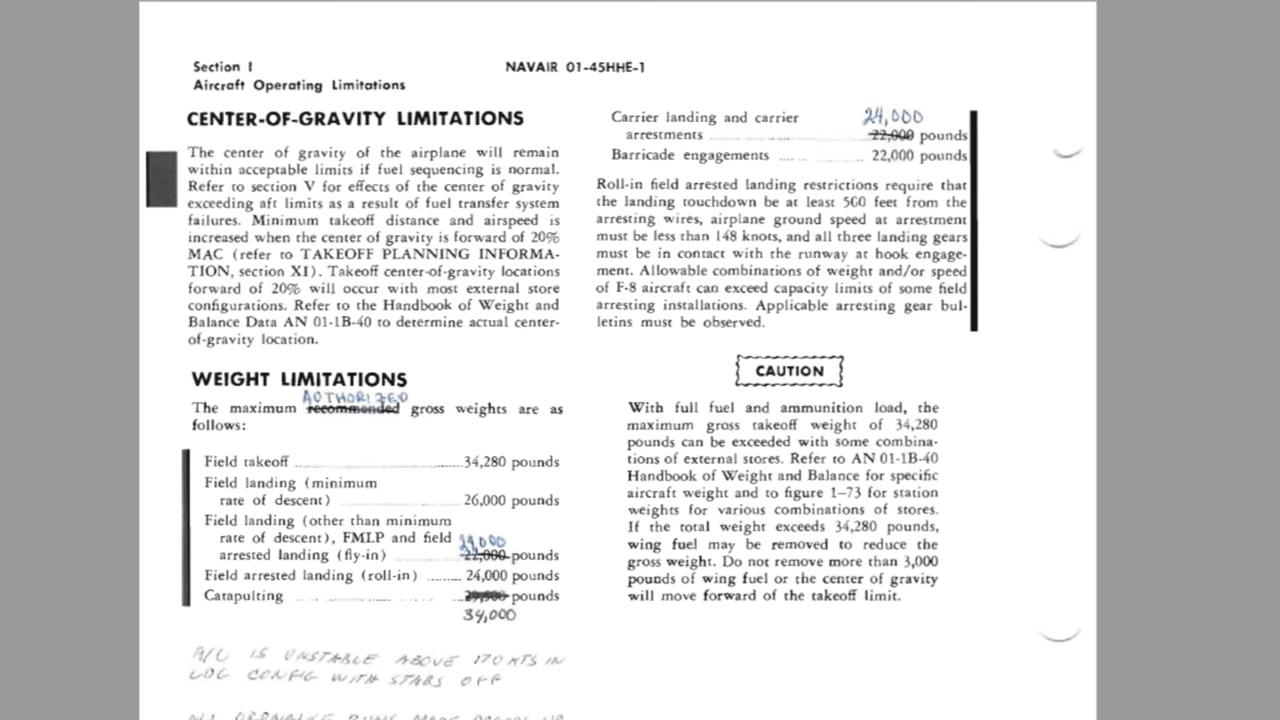 Section I
NAVAIR 01-45HHE-1
Aircraft Operating Limitations
CENTER-OF-GRAVITY LIMITATIONS
The center of gravity of the airplane will remain
within acceptable limits if fuel sequencing is normal.
Refer to section V for effects of the center of gravity
exceeding aft limits as a result of fuel transfer system
failures. Minimum takeoff distance and airspeed is
increased when the center of gravity is forward of 20%
MAC (refer to TAKEOFF PLANNING INFORMA-
TION, section XI). Takeoff center-of-gravity locations
forward of 20% will occur with most external store
configurations. Refer to the Handbook of Weight and
Balance Data AN 01-1B-40 to determine actual center-
of-gravity location.
WEIGHT LIMITATIONS
AUTHORIZED
The maximum recommended gross weights are as
follows:
Field takeoff 34,280 pounds
Field landing (minimum
rate of descent) 26,000 pounds
Field landing (other than minimum
rate of descent), FMLP and field
24,000
arrested landing (fly-in) 22,000 pounds
Field arrested landing (roll-in) 24,000 pounds
Catapulting pounds
34,000
A/C IS UNSTABLE ABOVE 170 KTS IN
LDG CONFIG WITH STABS OFF
Carrier landing and carrier
24,000
arrestments 22,000 pounds
Barricade engagements 22,000 pounds
Roll-in field arrested landing restrictions require that
the landing touchdown be at least 500 feet from the
arresting wires, airplane ground speed at arrestment
must be less than 148 knots, and all three landing gears
must be in contact with the runway at hook engage-
ment. Allowable combinations of weight and/or speed
of F-8 aircraft can exceed capacity limits of some field
arresting installations. Applicable arresting gear bul-
letins must be observed.
CAUTION
With full fuel and ammunition load, the
maximum gross takeoff weight of 34,280
pounds can be exceeded with some combina-
tions of external stores. Refer to AN 01-1B-40
Handbook of Weight and Balance for specific
aircraft weight and to figure 1–73 for station
weights for various combinations of stores.
If the total weight exceeds 34,280 pounds,
wing fuel may be removed to reduce the
gross weight. Do not remove more than 3,000
pounds of wing fuel or the center of gravity
will move forward of the takeoff limit.